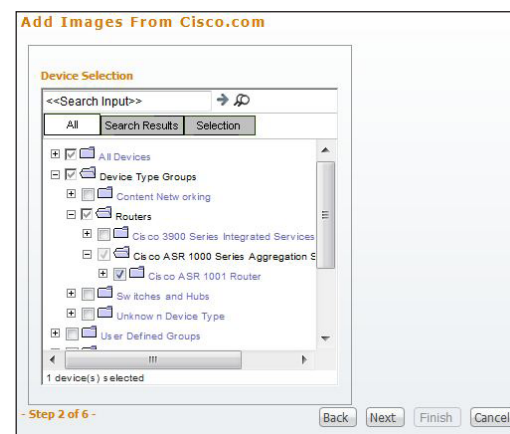 Add Images From Cisco.com
Device Selection
<<Search Input>>
All Search Results Selection
All Devices
Device Type Groups
Content Networking
Routers
Cisco 3900 Series Integrated Services
Cisco ASR 1000 Series Aggregation S
Cisco ASR 1001 Router
Switches and Hubs
Unknown Device Type
User Defined Groups
1 device(s) selected
- Step 2 of 6 -
Back Next Finish Cancel